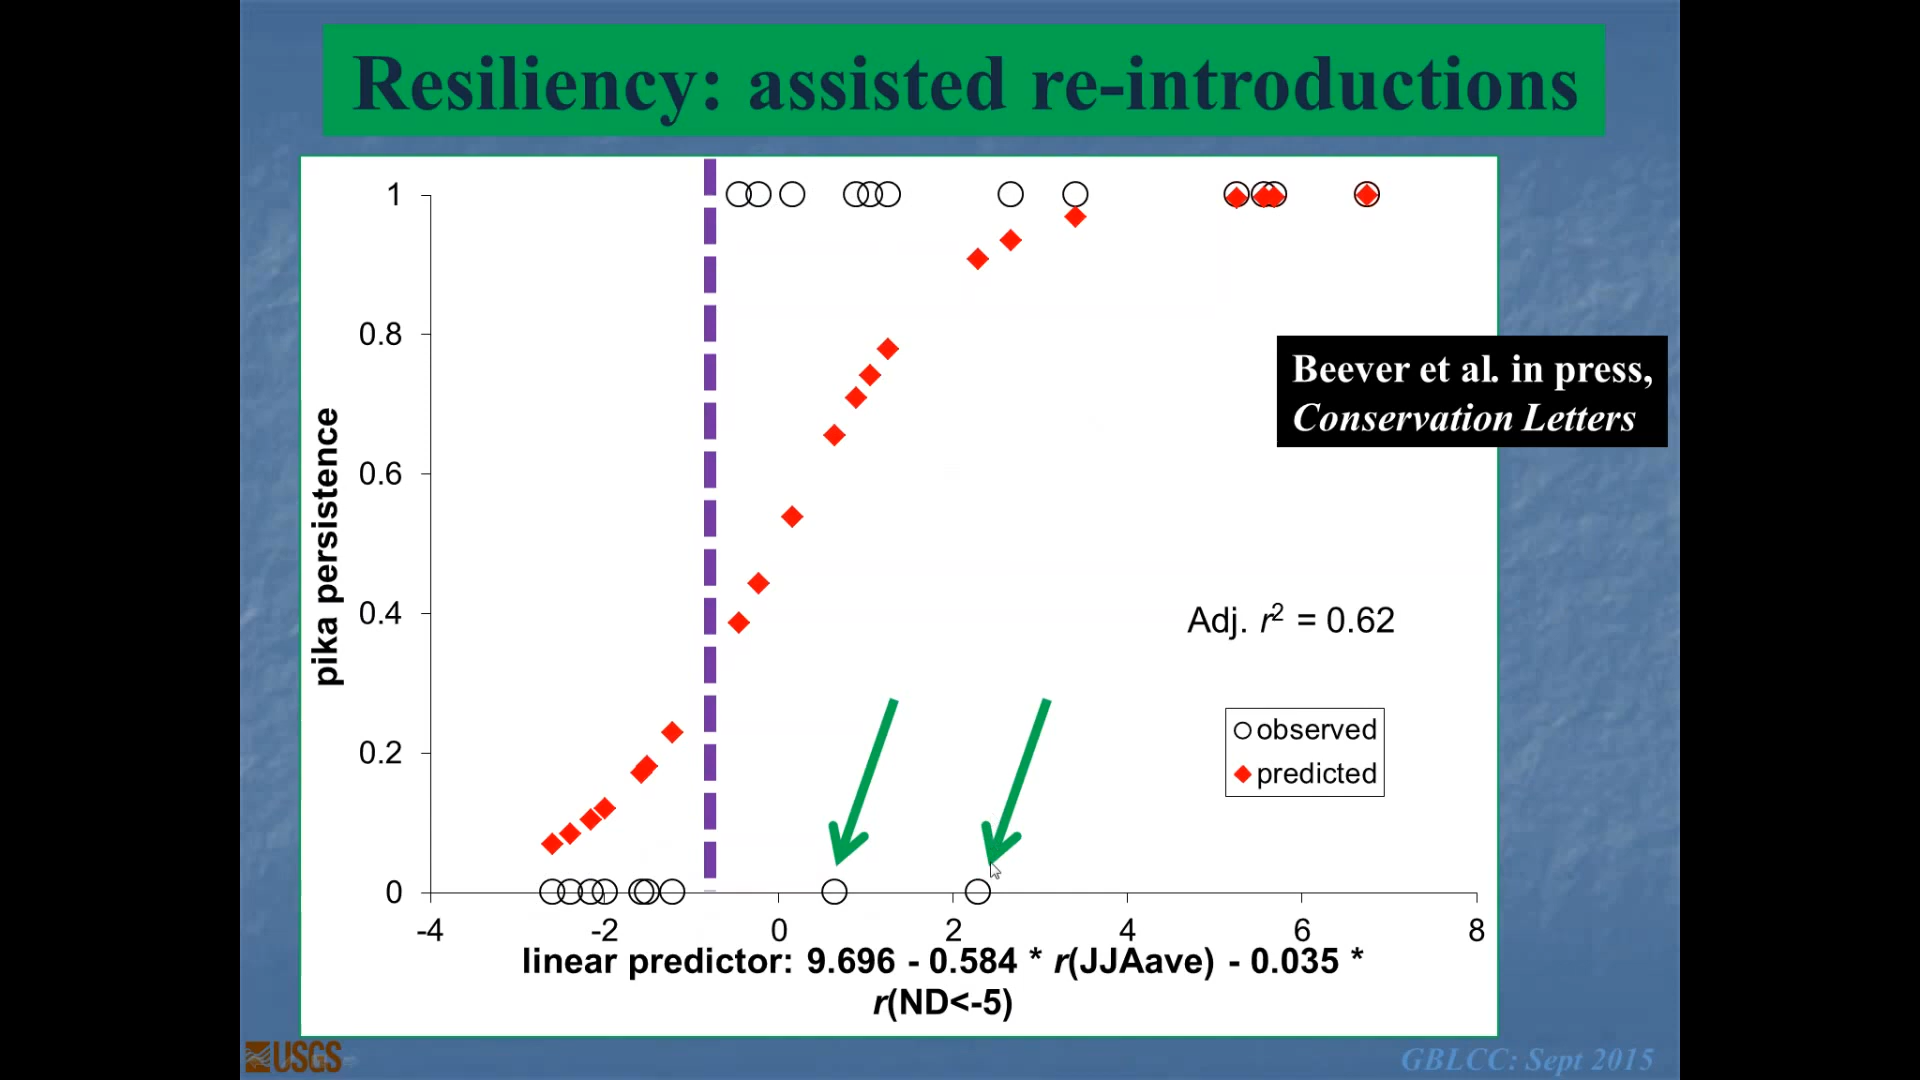 Resiliency: assisted re-introductions
1
0.8
0.6
0.4
0.2
0
pika persistence
Beever et al. in press,
Conservation Letters
Adj. r² = 0.62
observed
predicted
-4 -2 0 2 4 6 8
linear predictor: 9.696 - 0.584 * r(JJAave) - 0.035 *
r(ND<-5)
USGS
GBLCC: Sept 2015